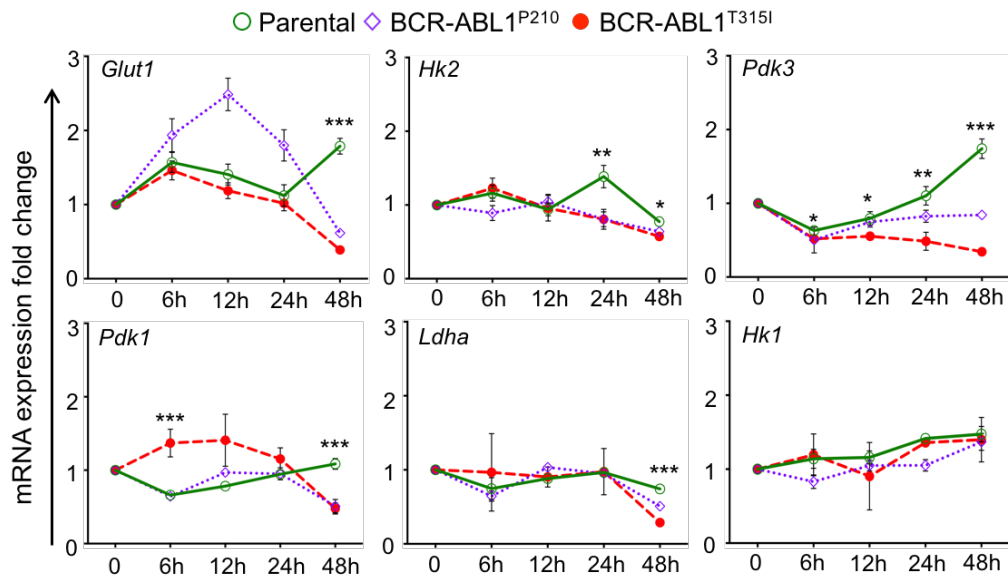 Parental BCR-ABL1P210 BCR-ABL1T315I
mRNA expression fold change
Glut1
3
2
1
0
***
0 6h 12h 24h 48h
Hk2
3
2
1
0
**
*
0 6h 12h 24h 48h
Pdk3
3
2
1
0
*
*
**
***
0 6h 12h 24h 48h
Pdk1
3
2
1
0
***
***
0 6h 12h 24h 48h
Ldha
3
2
1
0
***
0 6h 12h 24h 48h
Hk1
3
2
1
0
0 6h 12h 24h 48h